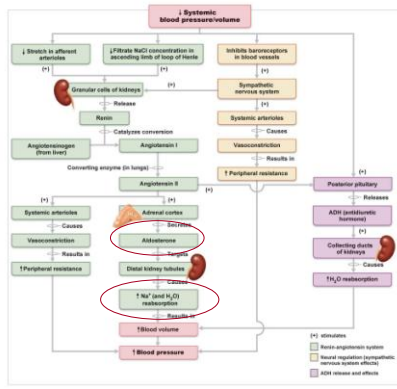 ↓ Systemic
blood pressure/volume
↓ Stretch in afferent
arterioles
↓Filtrate NaCl concentration in
ascending limb of loop of Henle
Inhibits baroreceptors
in blood vessels
(+)
(+)
(+)
(+)
Granular cells of kidneys
(+)
Sympathetic
nervous system
Release
(+)
Renin
Systemic arterioles
Catalyzes conversion
Causes
Angiotensinogen
(from liver)
Angiotensin I
Vasoconstriction
Converting enzyme (in lungs)
Results in
↑ Peripheral resistance
(+)
Angiotensin II
(+)
Posterior pituitary
(+)
(+)
Releases
Systemic arterioles
Adrenal cortex
ADH (antidiuretic
hormone)
Causes
Secretes
(+)
Vasoconstriction
Aldosterone
Collecting ducts
of kidneys
Results in
Targets
Causes
↑Peripheral resistance
Distal kidney tubules
↑H₂O reabsorption
Causes
↑ Na⁺ (and H₂O)
reabsorption
Results in
↑Blood volume
(+) stimulates
Renin-angiotensin system
Neural regulation (sympathetic
nervous system effects)
ADH release and effects
↑Blood pressure